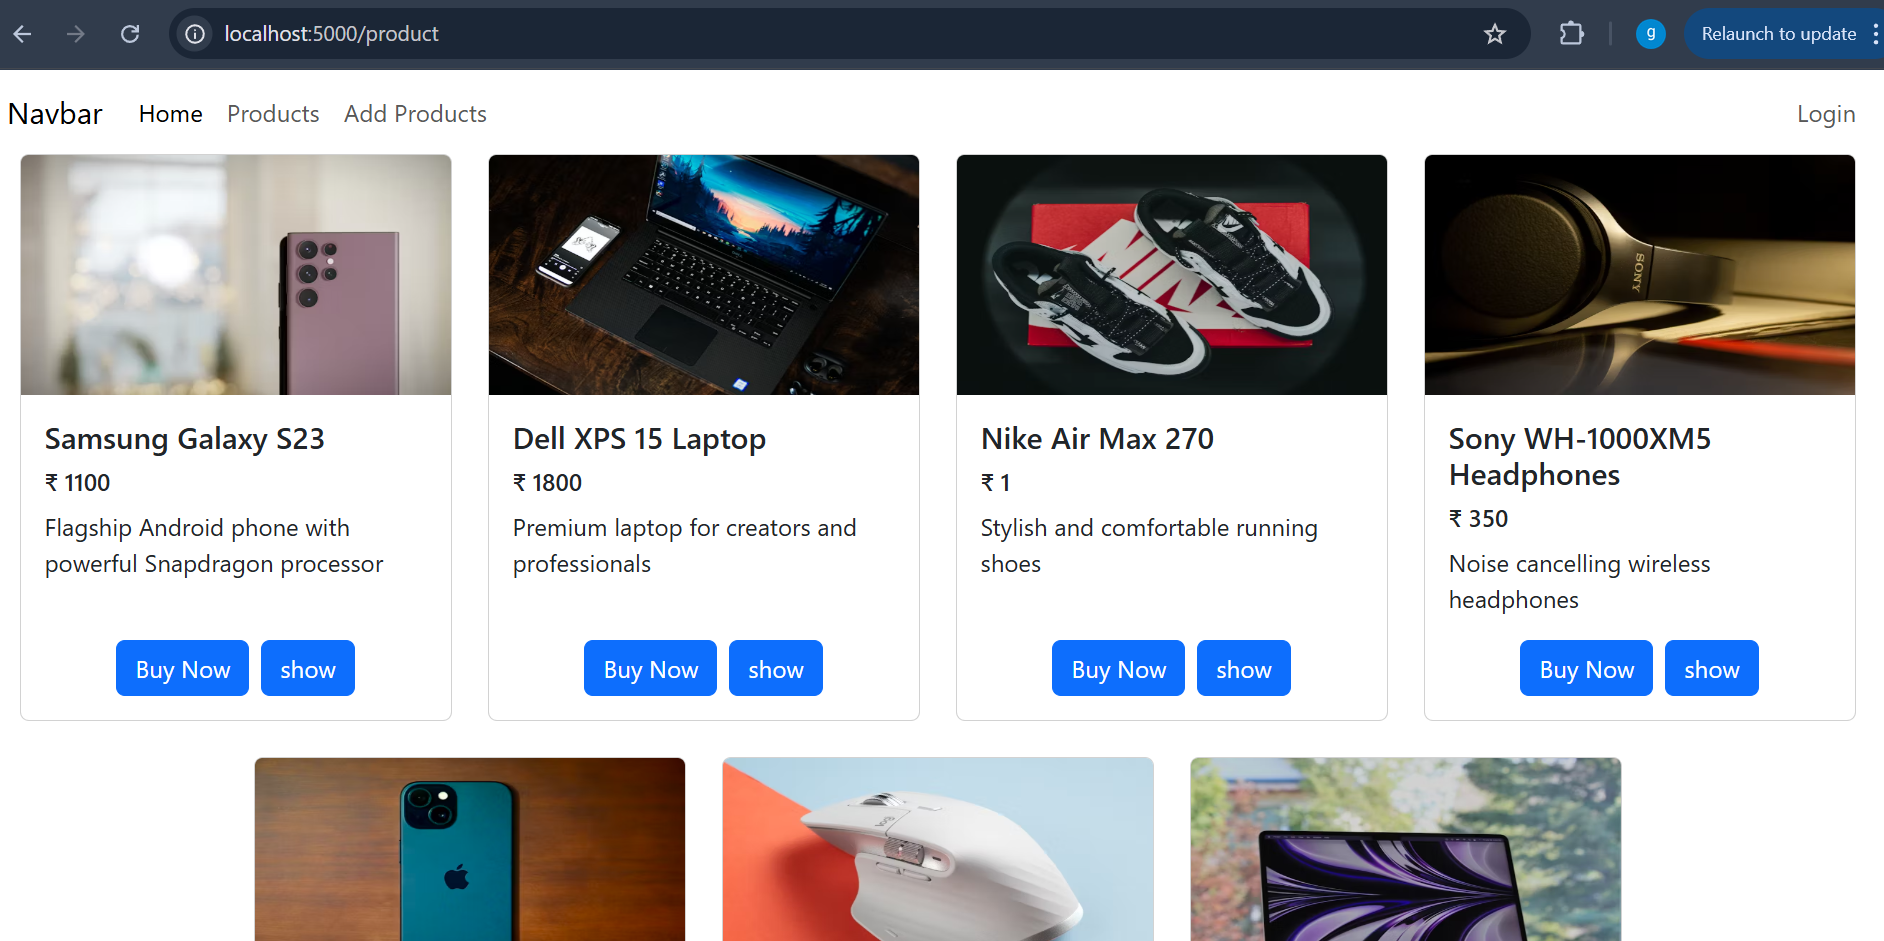 localhost:5000/product
g
Relaunch to update
Navbar Home Products Add Products Login
SONY
Samsung Galaxy S23
₹ 1100
Flagship Android phone with
powerful Snapdragon processor
Buy Now show
Dell XPS 15 Laptop
₹ 1800
Premium laptop for creators and
professionals
Buy Now show
Nike Air Max 270
₹ 1
Stylish and comfortable running
shoes
Buy Now show
Sony WH-1000XM5
Headphones
₹ 350
Noise cancelling wireless
headphones
Buy Now show